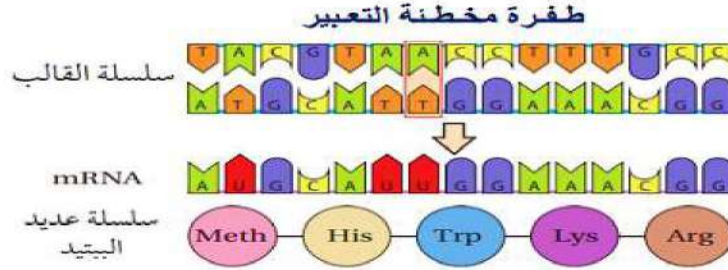 طفرة مخطئة التعبير
سلسلة القالب
T A C G T A A C C T T T G C C
A T G C A T T G G A A A C G G
mRNA
A U G C A U U G G A A A C G G
سلسلة عديد
الببتيد
Meth His Trp Lys Arg